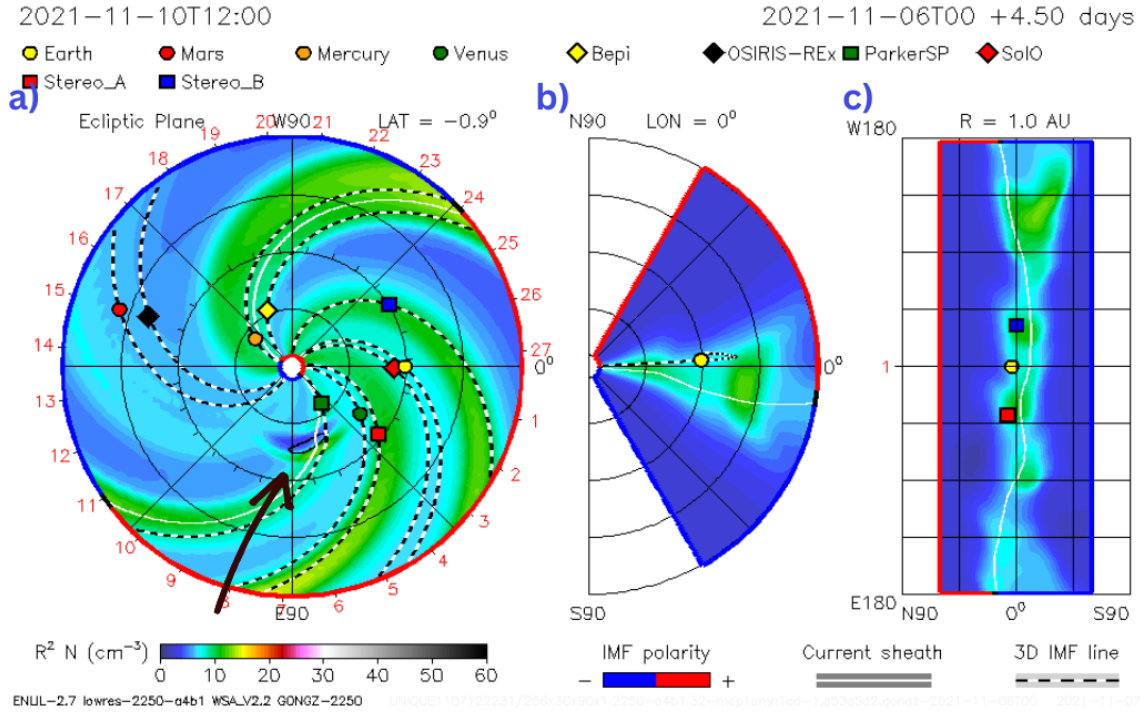 2021-11-10T12:00 2021-11-06T00 +4.50 days
Earth Mars Mercury Venus Bepi OSIRIS-REx ParkerSP SolO
Stereo_A Stereo_B
a) b) c)
Ecliptic Plane W90 LAT = -0.9° N90 LON = 0° W180 R = 1.0 AU
20 21
19 22
18 23
17 24
16 25
15 26
14 27 0° 0° 1
13 1
12 2
11 3
10 4
9 5
8 7 6
E90 S90 E180 N90 0° S90
R² N (cm⁻³) IMF polarity Current sheath 3D IMF line
0 10 20 30 40 50 60 - +
ENLIL-2.7 lowres-2250-a4b1 WSA_V2.2 GONGZ-2250